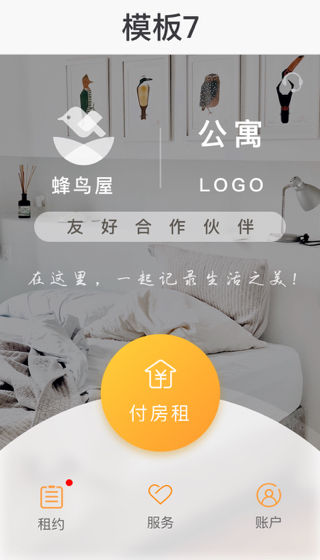 模板7
蜂鸟屋
公寓
LOGO
友好合作伙伴
在这里，一起记最生活之美！
¥
付房租
租约
服务
账户